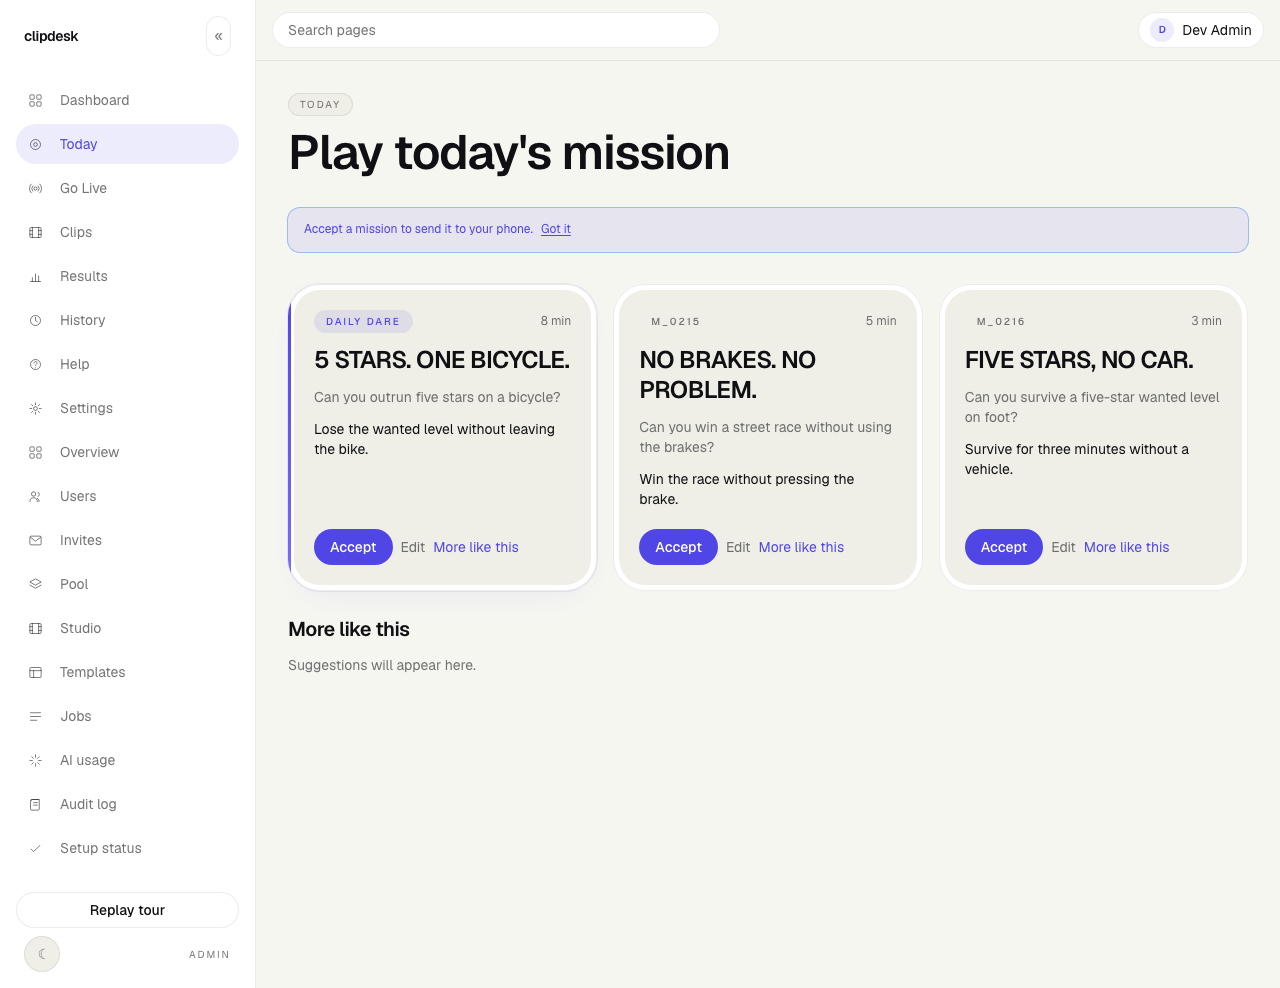 clipdesk
«
Search pages
D
Dev Admin
Dashboard
Today
Go Live
Clips
Results
History
Help
Settings
Overview
Users
Invites
Pool
Studio
Templates
Jobs
AI usage
Audit log
Setup status
Replay tour
ADMIN
TODAY
Play today's mission
Accept a mission to send it to your phone. Got it
DAILY DARE
8 min
5 STARS. ONE BICYCLE.
Can you outrun five stars on a bicycle?
Lose the wanted level without leaving
the bike.
Accept Edit More like this
M_0215
5 min
NO BRAKES. NO
PROBLEM.
Can you win a street race without using
the brakes?
Win the race without pressing the
brake.
Accept Edit More like this
M_0216
3 min
FIVE STARS, NO CAR.
Can you survive a five-star wanted level
on foot?
Survive for three minutes without a
vehicle.
Accept Edit More like this
More like this
Suggestions will appear here.